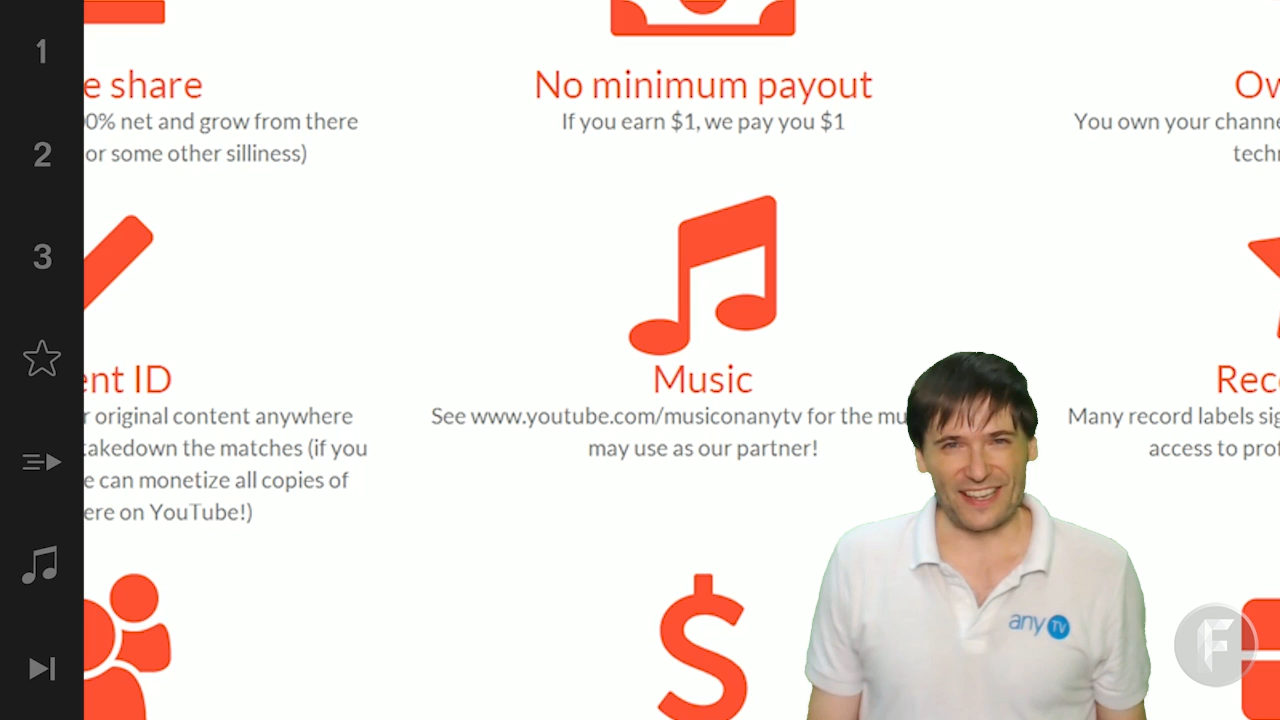 1
2
3
e share
0% net and grow from there
or some other silliness)
No minimum payout
If you earn $1, we pay you $1
Ow
You own your channe
techn
ent ID
r original content anywhere
takedown the matches (if you
e can monetize all copies of
ere on YouTube!)
Music
See www.youtube.com/musiconanytv for the mu
may use as our partner!
Reco
Many record labels sig
access to prof
$
any TV
F